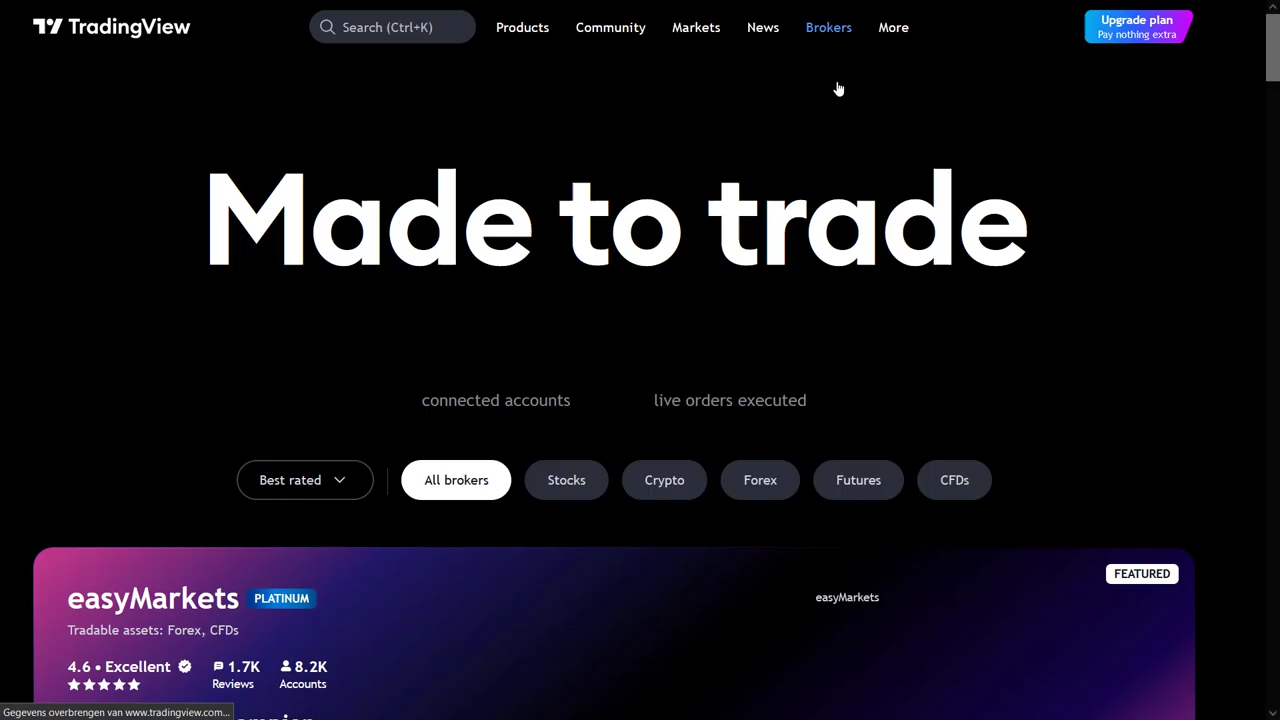 TradingView
Search (Ctrl+K)
Products
Community
Markets
News
Brokers
More
Upgrade plan
Pay nothing extra
Made to trade
connected accounts
live orders executed
Best rated
All brokers
Stocks
Crypto
Forex
Futures
CFDs
FEATURED
easyMarkets PLATINUM
easyMarkets
Tradable assets: Forex, CFDs
4.6 • Excellent
1.7K
8.2K
Reviews
Accounts
Gegevens overbrengen van www.tradingview.com...